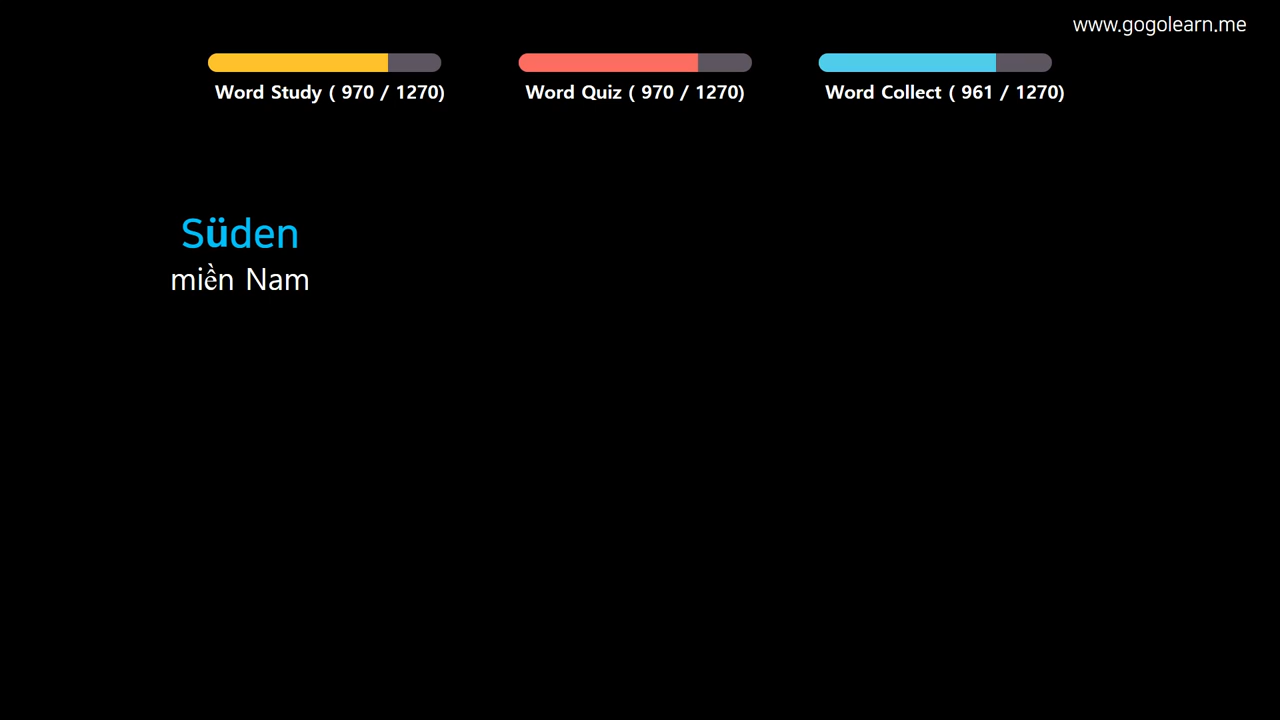 www.gogolearn.me
Word Study ( 970 / 1270)
Word Quiz ( 970 / 1270)
Word Collect ( 961 / 1270)
Süden
miền Nam